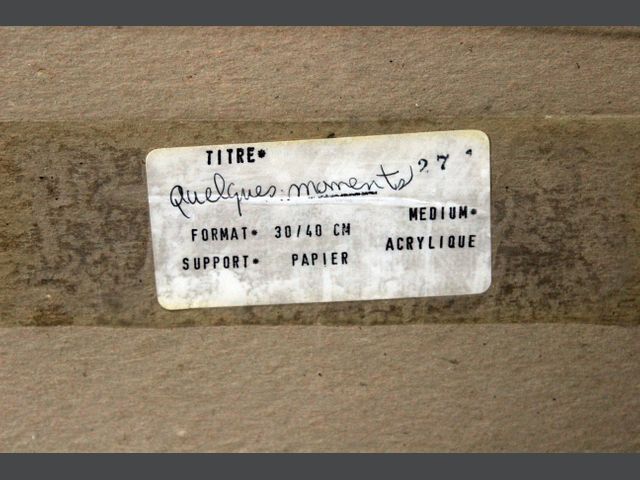 TITRE*
Quelques moments 27
MEDIUM*
FORMAT* 30/40 CM
ACRYLIQUE
SUPPORT* PAPIER